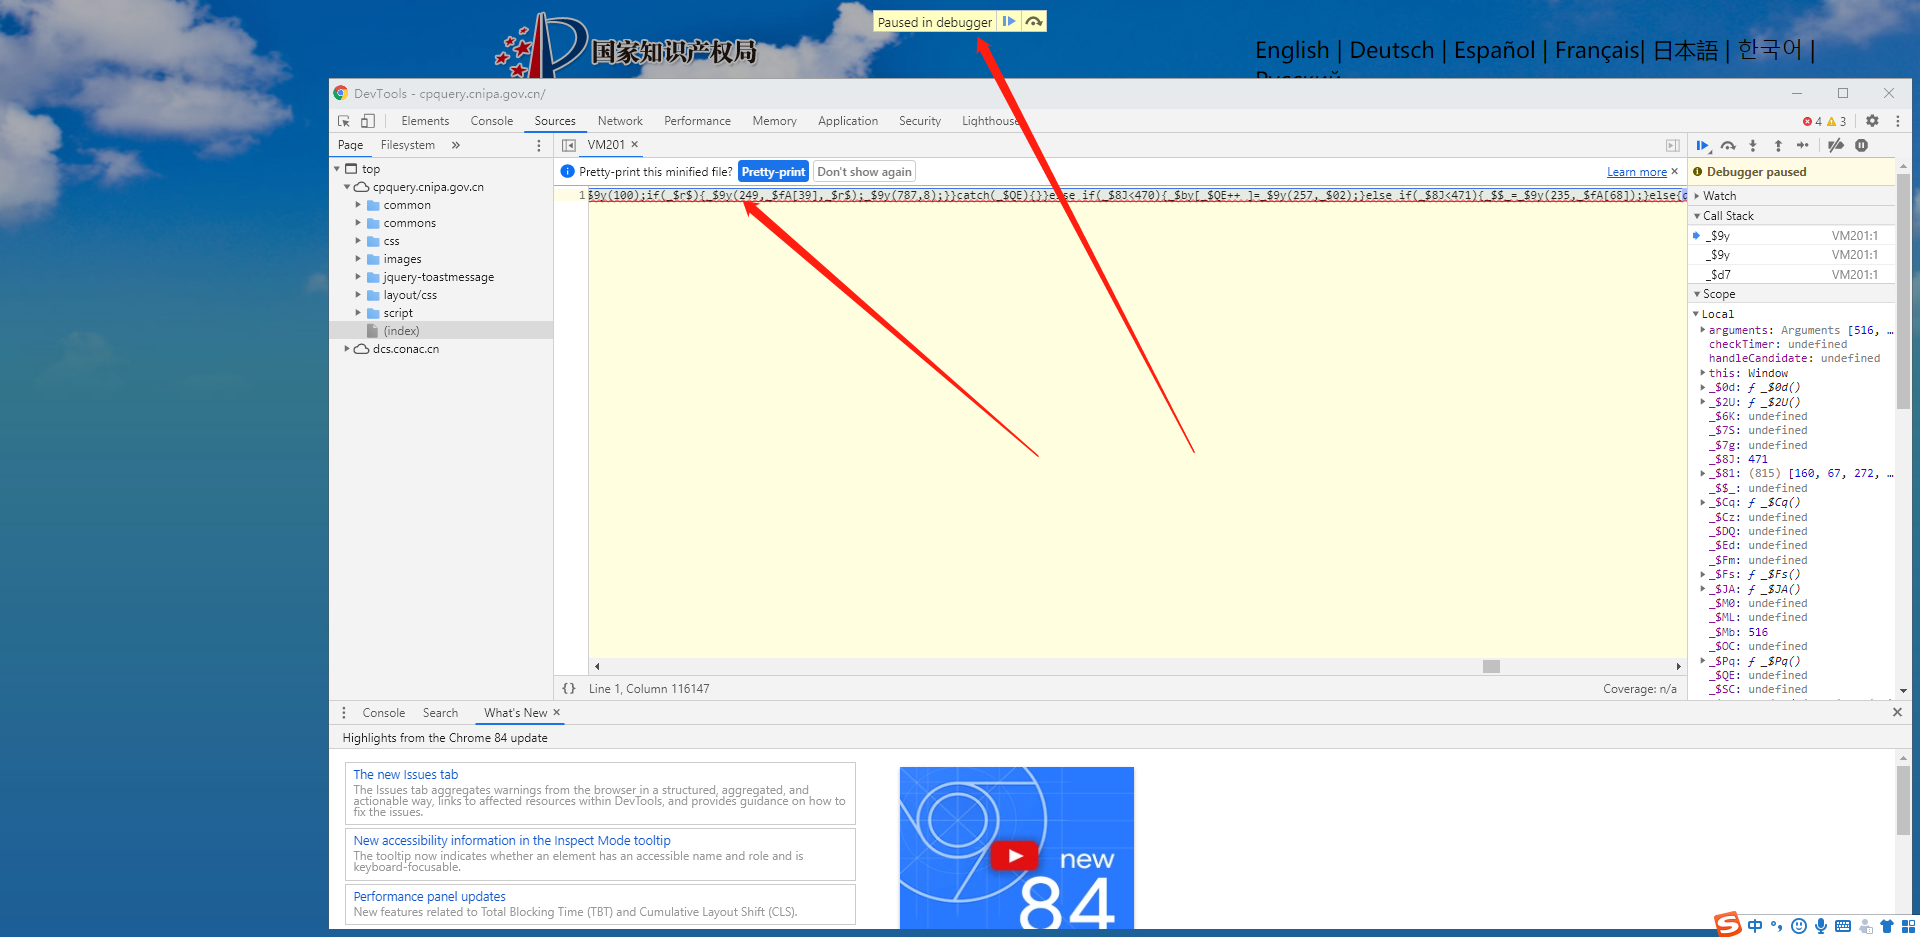 Paused in debugger
国家知识产权局
English | Deutsch | Español | Français| 日本語 | 한국어 |
Русский
DevTools - cpquery.cnipa.gov.cn/
Elements Console Sources Network Performance Memory Application Security Lighthouse 4 3
Page Filesystem » VM201 ×
Pretty-print this minified file? Pretty-print Don't show again Learn more ×
1 $9y(100);if(_$r$){_$9y(249,_$fA[39],_$r$);_$9y(787,8);}}catch(_$QE){}}else if(_$8J<470){_$by[_$QE++ ]=_$9y(257,_$02);}else if(_$8J<471){_$$_=_$9y(235,_$fA[68]);}else{
top
cpquery.cnipa.gov.cn
common
commons
css
images
jquery-toastmessage
layout/css
script
(index)
dcs.conac.cn
Debugger paused
Watch
Call Stack
_$9y VM201:1
_$9y VM201:1
_$d7 VM201:1
Scope
Local
arguments: Arguments [516, …
checkTimer: undefined
handleCandidate: undefined
this: Window
_$0d: ƒ _$0d()
_$2U: ƒ _$2U()
_$6K: undefined
_$7S: undefined
_$7g: undefined
_$8J: 471
_$81: (815) [160, 67, 272, …
_$$_: undefined
_$Cq: ƒ _$Cq()
_$Cz: undefined
_$DQ: undefined
_$Ed: undefined
_$Fm: undefined
_$Fs: ƒ _$Fs()
_$JA: ƒ _$JA()
_$M0: undefined
_$ML: undefined
_$Mb: 516
_$OC: undefined
_$Pq: ƒ _$Pq()
_$QE: undefined
_$SC: undefined
{} Line 1, Column 116147 Coverage: n/a
Console Search What's New ×
Highlights from the Chrome 84 update
The new Issues tab
The Issues tab aggregates warnings from the browser in a structured, aggregated, and
actionable way, links to affected resources within DevTools, and provides guidance on how to
fix the issues.
New accessibility information in the Inspect Mode tooltip
The tooltip now indicates whether an element has an accessible name and role and is
keyboard-focusable.
Performance panel updates
New features related to Total Blocking Time (TBT) and Cumulative Layout Shift (CLS).
new
84
中